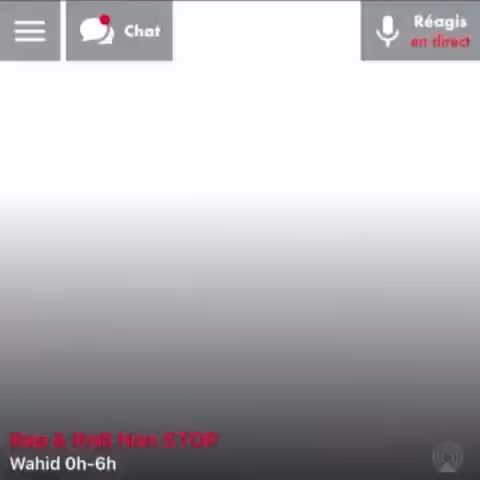 Chat
Réagis
en direct
Rap & RnB Non STOP
Wahid 0h-6h